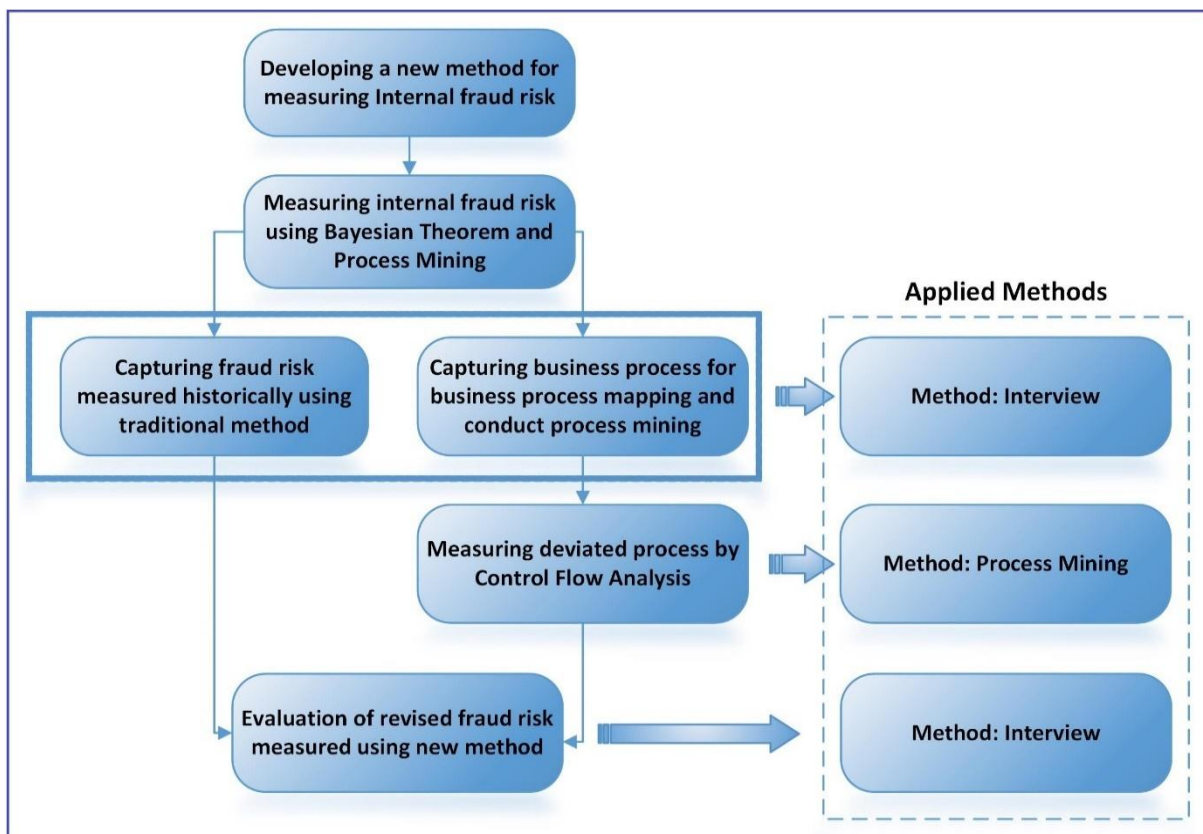 Developing a new method for
measuring Internal fraud risk
Measuring internal fraud risk
using Bayesian Theorem and
Process Mining
Applied Methods
Capturing fraud risk
measured historically using
traditional method
Capturing business process for
business process mapping and
conduct process mining
Method: Interview
Measuring deviated process by
Control Flow Analysis
Method: Process Mining
Evaluation of revised fraud risk
measured using new method
Method: Interview